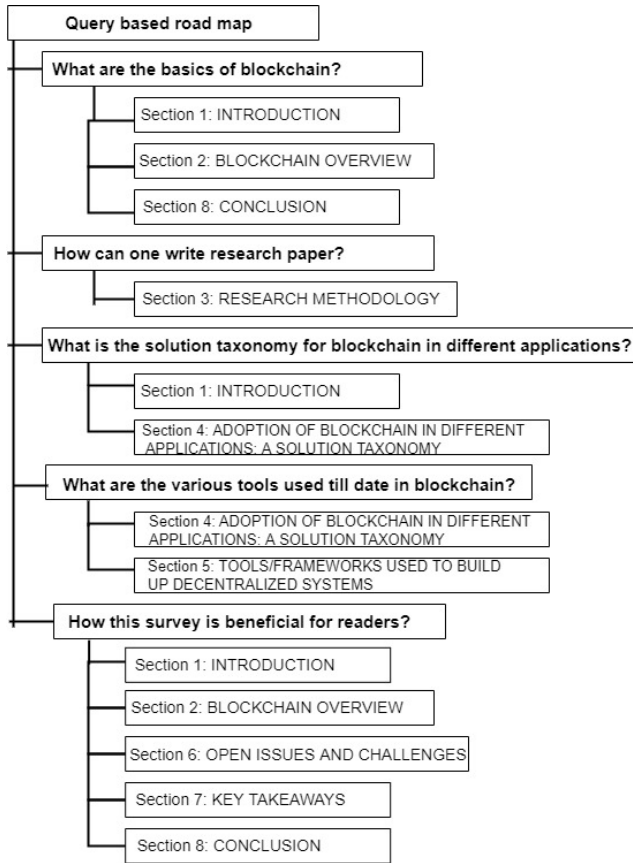 Query based road map
What are the basics of blockchain?
Section 1: INTRODUCTION
Section 2: BLOCKCHAIN OVERVIEW
Section 8: CONCLUSION
How can one write research paper?
Section 3: RESEARCH METHODOLOGY
What is the solution taxonomy for blockchain in different applications?
Section 1: INTRODUCTION
Section 4: ADOPTION OF BLOCKCHAIN IN DIFFERENT
APPLICATIONS: A SOLUTION TAXONOMY
What are the various tools used till date in blockchain?
Section 4: ADOPTION OF BLOCKCHAIN IN DIFFERENT
APPLICATIONS: A SOLUTION TAXONOMY
Section 5: TOOLS/FRAMEWORKS USED TO BUILD
UP DECENTRALIZED SYSTEMS
How this survey is beneficial for readers?
Section 1: INTRODUCTION
Section 2: BLOCKCHAIN OVERVIEW
Section 6: OPEN ISSUES AND CHALLENGES
Section 7: KEY TAKEAWAYS
Section 8: CONCLUSION